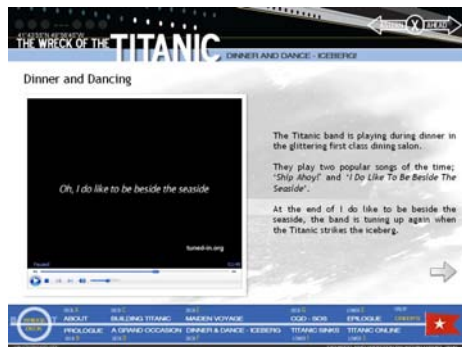 THE WRECK OF THE TITANIC
DINNER AND DANCE - ICEBERG!
AHEAD
Dinner and Dancing
Oh, I do like to be beside the seaside
tuned-in.org
Paused
The Titanic band is playing during dinner in
the glittering first class dining salon.
They play two popular songs of the time;
'Ship Ahoy!' and 'I Do Like To Be Beside The
Seaside'.
At the end of I do like to be beside the
seaside, the band is tuning up again when
the Titanic strikes the iceberg.
ABOUT BUILDING TITANIC MAIDEN VOYAGE CQD - SOS EPILOGUE CREDITS
PROLOGUE A GRAND OCCASION DINNER & DANCE - ICEBERG TITANIC SINKS TITANIC ONLINE